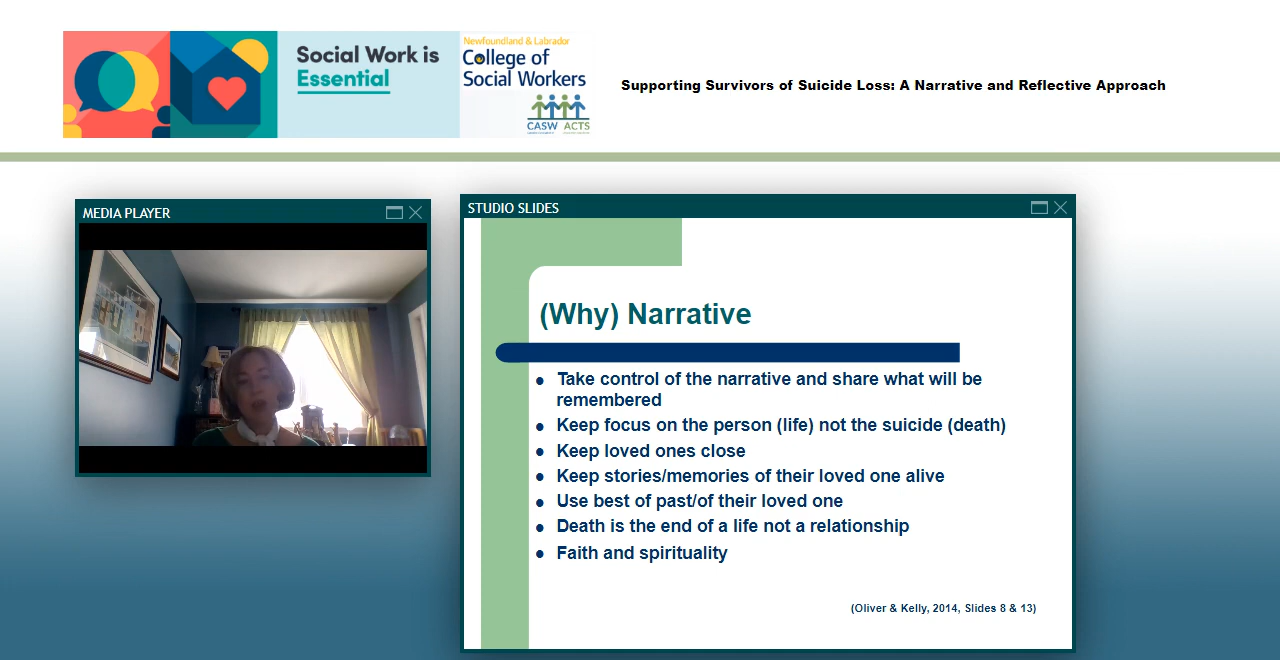 Social Work is
Essential
Newfoundland & Labrador
College of
Social Workers
CASW ACTS
Supporting Survivors of Suicide Loss: A Narrative and Reflective Approach
MEDIA PLAYER
STUDIO SLIDES
(Why) Narrative
• Take control of the narrative and share what will be
remembered
• Keep focus on the person (life) not the suicide (death)
• Keep loved ones close
• Keep stories/memories of their loved one alive
• Use best of past/of their loved one
• Death is the end of a life not a relationship
• Faith and spirituality
(Oliver & Kelly, 2014, Slides 8 & 13)